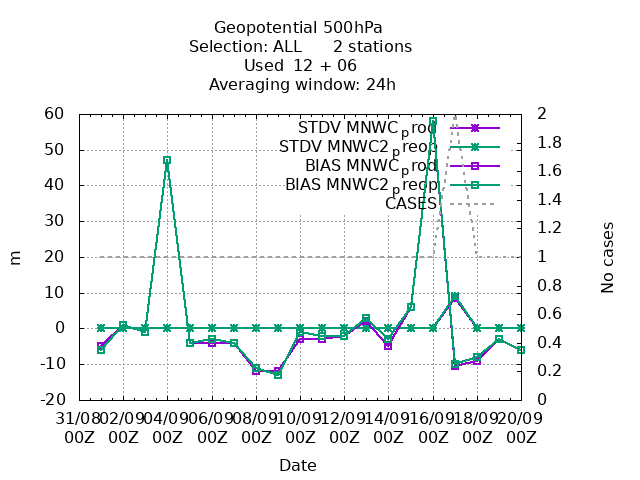 Geopotential 500hPa
Selection: ALL 2 stations
Used 12 + 06
Averaging window: 24h
60 2
STDV MNWC_prod
50 1.8
STDV MNWC2_preop
1.6
BIAS MNWC_prod
40 1.4
BIAS MNWC2_preop
CASES
30 1.2
20 1
10 0.8
0 0.6
-10 0.4
0.2
-20 0
m
No cases
31/08 02/09 04/09 06/09 08/09 10/09 12/09 14/09 16/09 18/09 20/09
00Z 00Z 00Z 00Z 00Z 00Z 00Z 00Z 00Z 00Z 00Z
Date